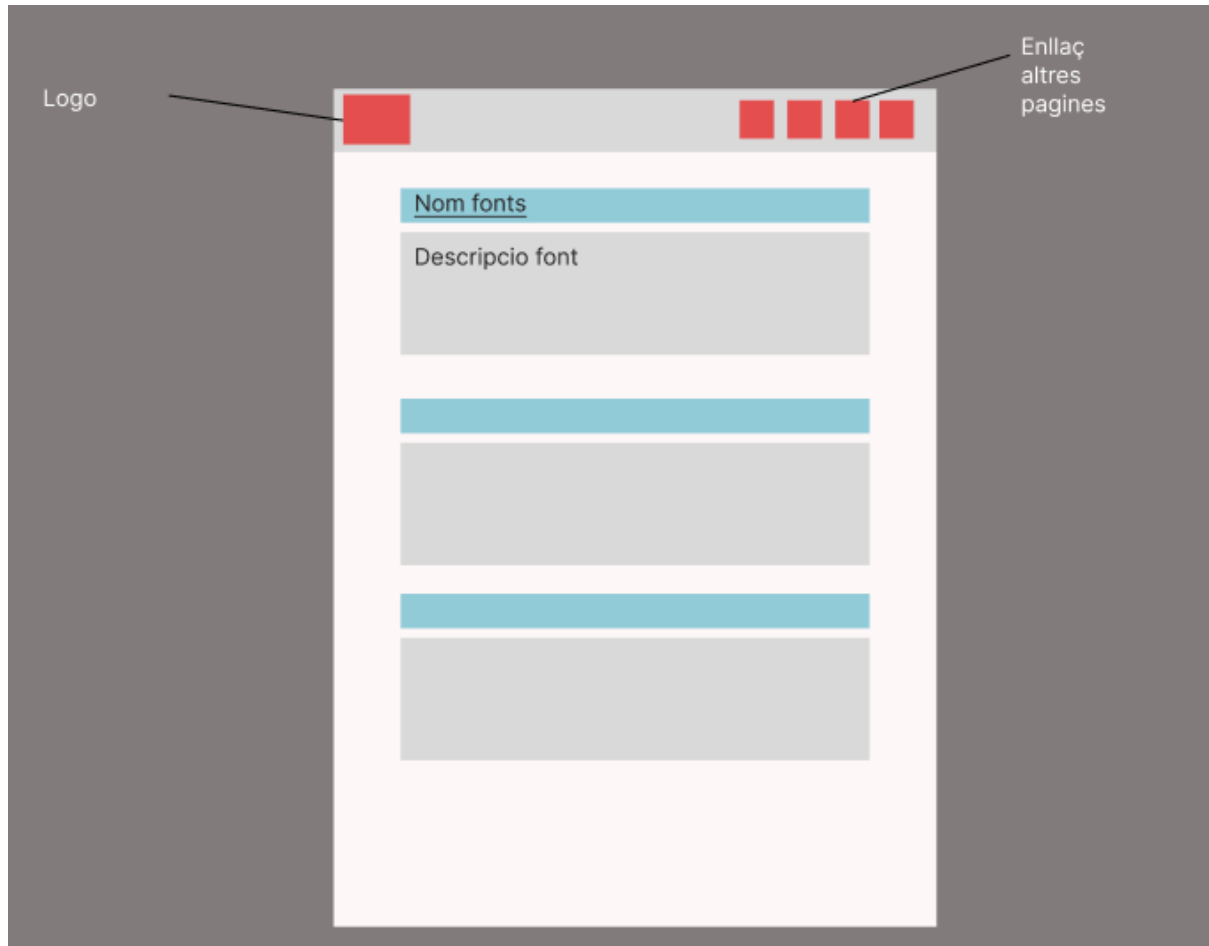 Logo
Enllaç
altres
pagines
Nom fonts
Descripcio font